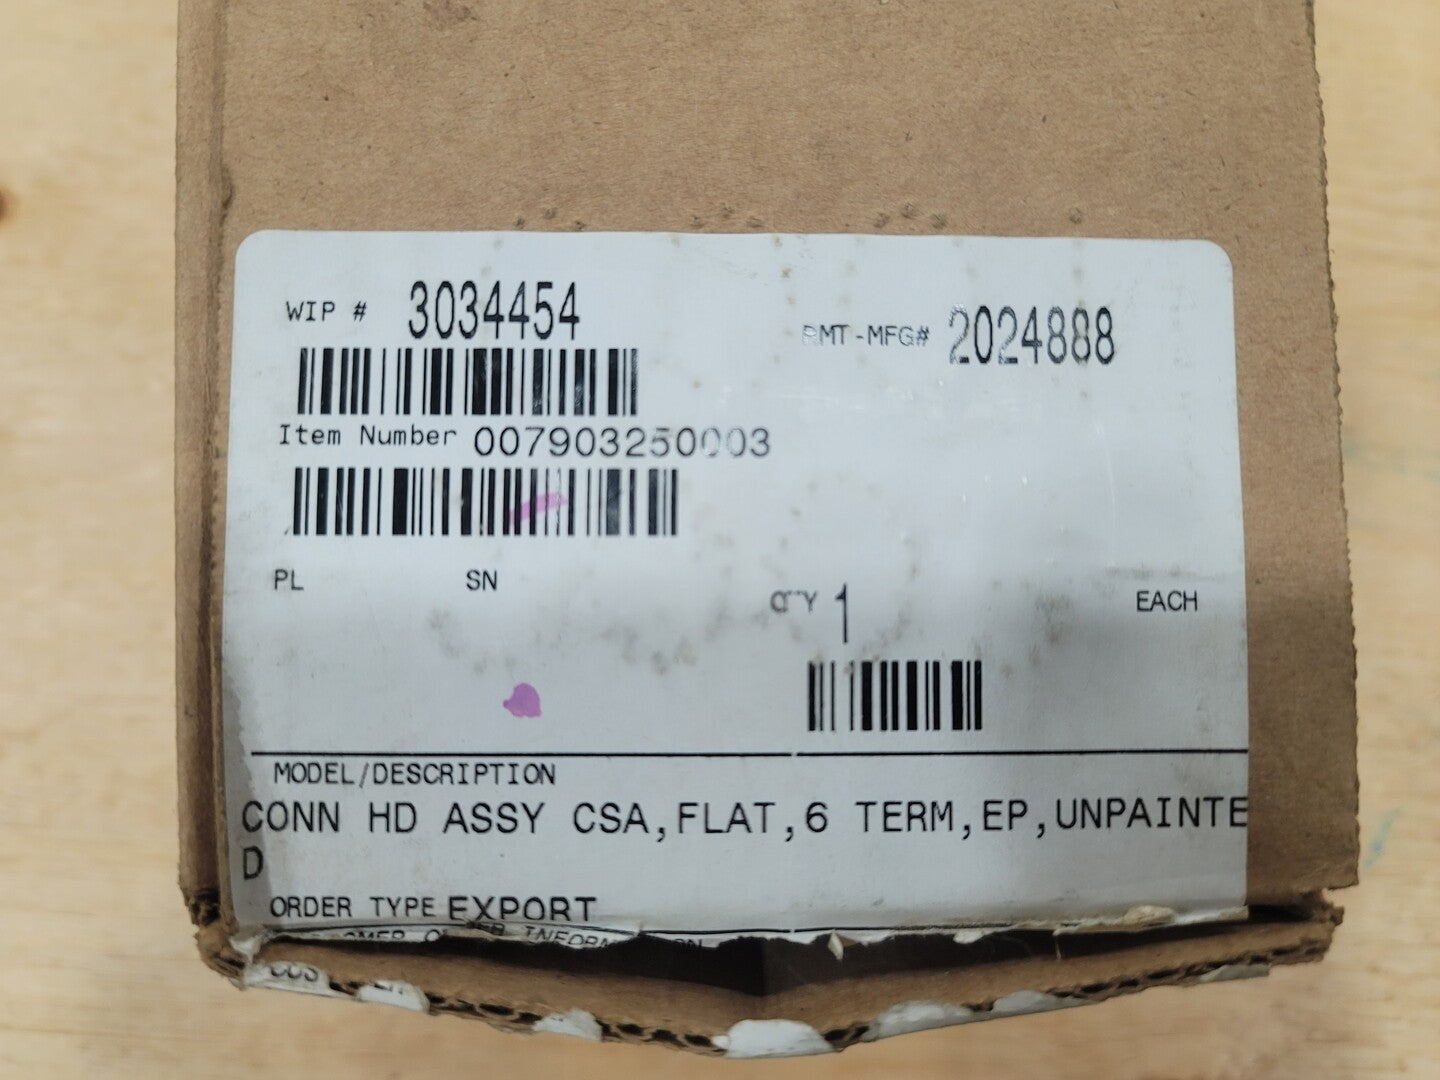 WIP # 3034454
RMT-MFG# 2024888
Item Number 007903250003
PL SN
QTY 1 EACH
MODEL/DESCRIPTION
CONN HD ASSY CSA,FLAT,6 TERM,EP,UNPAINTE
D
ORDER TYPE EXPORT